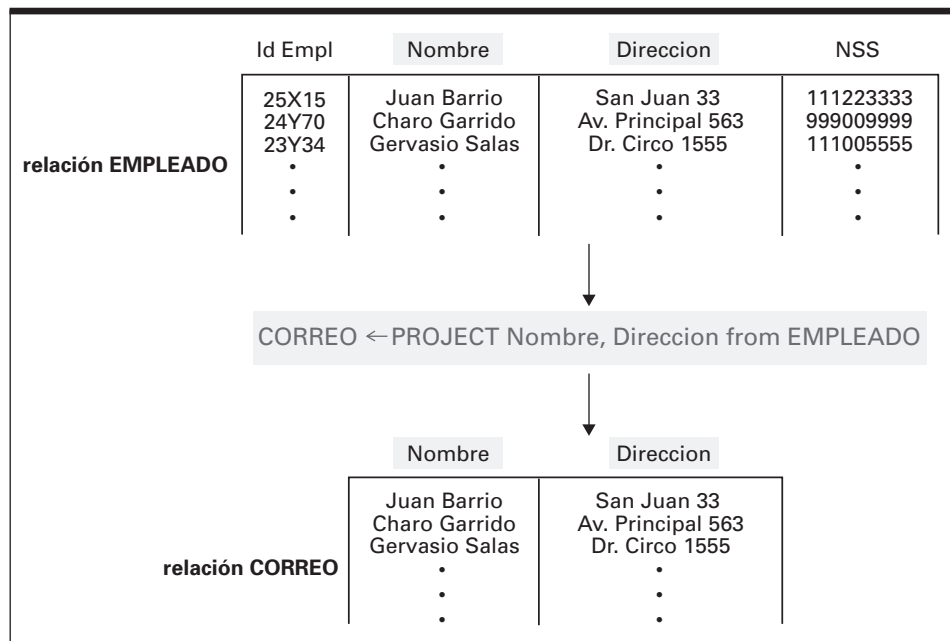 Id Empl Nombre Direccion NSS
25X15 Juan Barrio San Juan 33 111223333
24Y70 Charo Garrido Av. Principal 563 999009999
23Y34 Gervasio Salas Dr. Circo 1555 111005555
relación EMPLEADO • • • •
• • • •
• • • •
CORREO ← PROJECT Nombre, Direccion from EMPLEADO
Nombre Direccion
Juan Barrio San Juan 33
Charo Garrido Av. Principal 563
Gervasio Salas Dr. Circo 1555
relación CORREO • •
• •
• •